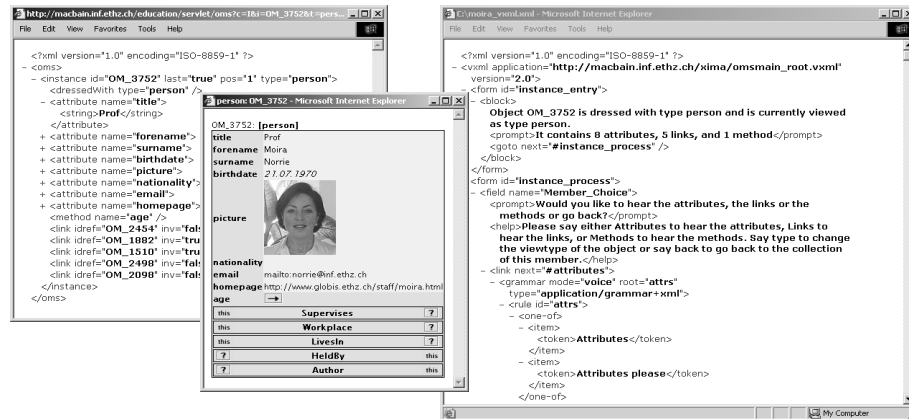 http://macbain.inf.ethz.ch/education/servlet/oms?c=I&i=OM_3752&t=pers...
File Edit View Favorites Tools Help
<?xml version="1.0" encoding="ISO-8859-1" ?>
- <oms>
- <instance id="OM_3752" last="true" pos="1" type="person">
<dressedWith type="person" />
- <attribute name="title">
<string>Prof</string>
</attribute>
+ <attribute name="forename">
+ <attribute name="surname">
+ <attribute name="birthdate">
+ <attribute name="picture">
+ <attribute name="nationality">
+ <attribute name="email">
+ <attribute name="homepage">
<method name="age" />
<link idref="OM_2454" inv="fals
<link idref="OM_1882" inv="tru
<link idref="OM_1510" inv="tru
<link idref="OM_2498" inv="fals
<link idref="OM_2098" inv="fals
</instance>
</oms>
person: OM_3752 - Microsoft Internet Explorer
OM_3752: [person]
title Prof
forename Moira
surname Norrie
birthdate 21.07.1970
picture
nationality
email mailto:norrie@inf.ethz.ch
homepage http://www.globis.ethz.ch/staff/moira.html
age
this Supervises ?
this Workplace ?
this LivesIn ?
? HeldBy this
? Author this
E:\moira_vxml.xml - Microsoft Internet Explorer
File Edit View Favorites Tools Help
<?xml version="1.0" encoding="ISO-8859-1" ?>
- <vxml application="http://macbain.inf.ethz.ch/xima/omsmain_root.vxml"
version="2.0">
- <form id="instance_entry">
- <block>
Object OM_3752 is dressed with type person and is currently viewed
as type person.
<prompt>It contains 8 attributes, 5 links, and 1 method</prompt>
<goto next="#instance_process" />
</block>
</form>
<form id="instance_process">
- <field name="Member_Choice">
<prompt>Would you like to hear the attributes, the links or the
methods or go back?</prompt>
<help>Please say either Attributes to hear the attributes, Links to
hear the links, or Methods to hear the methods. Say type to change
the viewtype of the object or say back to go back to the collection
of this member.</help>
- <link next="#attributes">
- <grammar mode="voice" root="attrs"
type="application/grammar+xml">
- <rule id="attrs">
- <one-of>
- <item>
<token>Attributes</token>
</item>
- <item>
<token>Attributes please</token>
</item>
</one-of>
My Computer